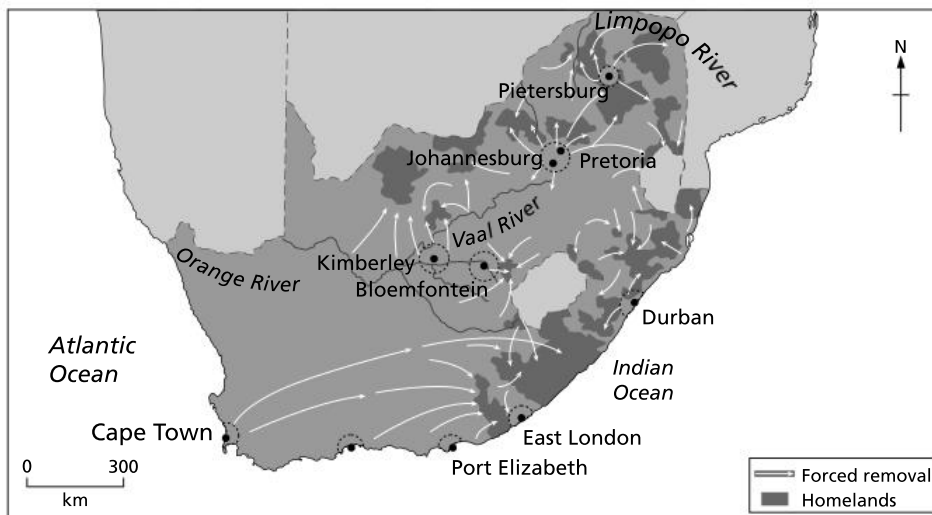 Limpopo River
N
Pietersburg
Johannesburg
Pretoria
Vaal River
Kimberley
Orange River
Bloemfontein
Durban
Atlantic
Ocean
Indian
Ocean
Cape Town
East London
Port Elizabeth
0 300
km
Forced removal
Homelands